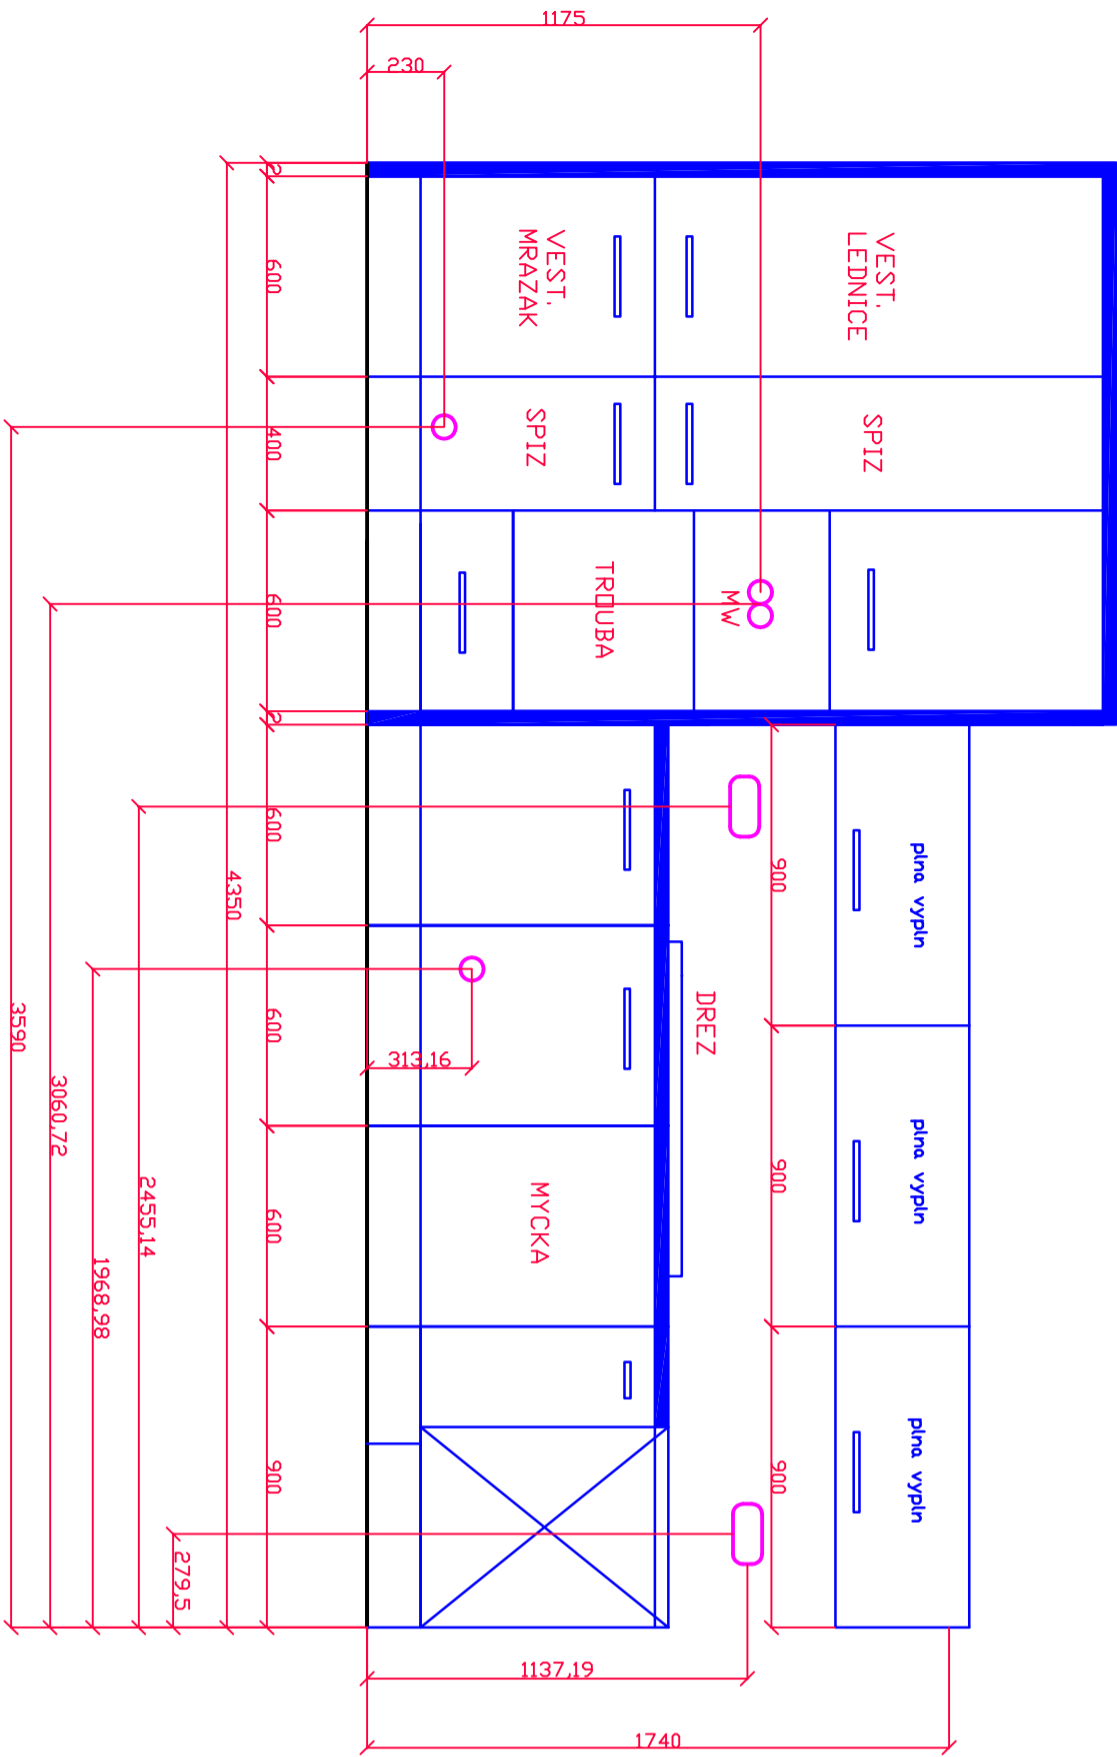 1740
plna vypln
plna vypln
plna vypln
VEST.
LEDNICE
SPIZ
900
900
900
1175
MW
1137,19
DREZ
TROUBA
VEST.
MRAZAK
SPIZ
MYCKA
313,16
230
2
600
400
600
2
600
600
600
900
4350
279,5
2455,14
1968,98
3060,72
3590